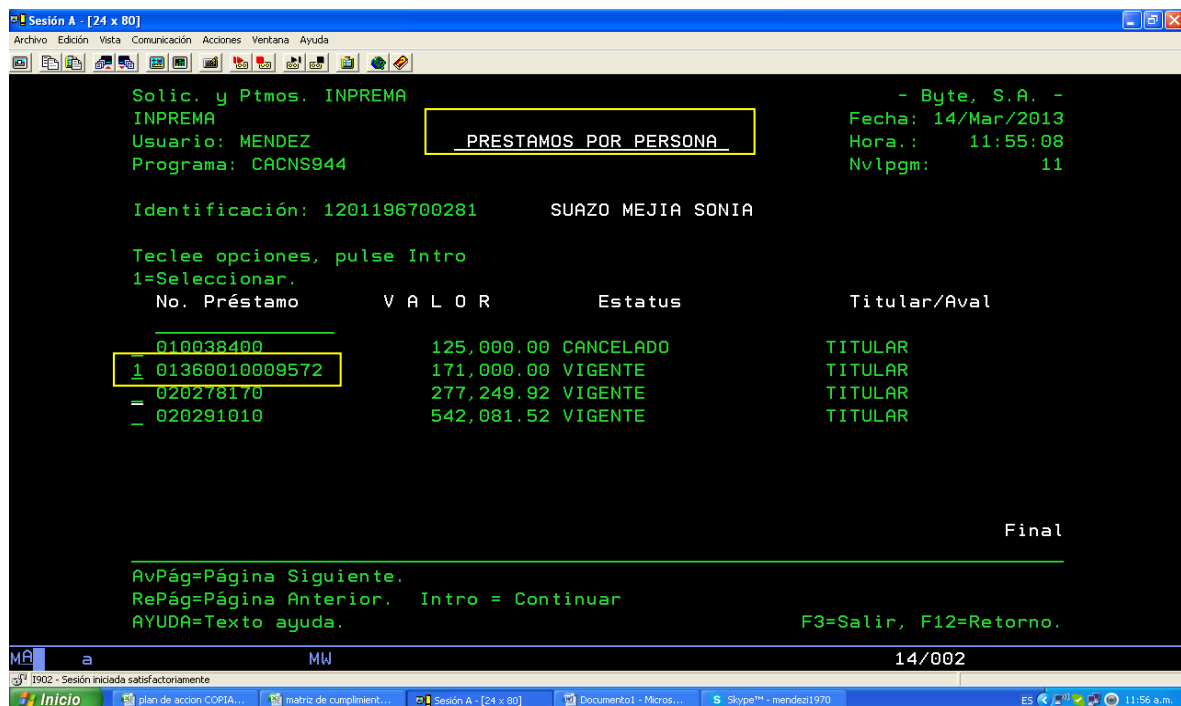 Sesión A - [24 x 80]
Archivo Edición Vista Comunicación Acciones Ventana Ayuda
Solic. y Ptmos. INPREMA - Byte, S.A. -
INPREMA Fecha: 14/Mar/2013
Usuario: MENDEZ PRESTAMOS POR PERSONA Hora.: 11:55:08
Programa: CACNS944 Nvlpgm: 11
Identificación: 1201196700281 SUAZO MEJIA SONIA
Teclee opciones, pulse Intro
1=Seleccionar.
No. Préstamo V A L O R Estatus Titular/Aval
_ 010038400 125,000.00 CANCELADO TITULAR
1 01360010009572 171,000.00 VIGENTE TITULAR
_ 020278170 277,249.92 VIGENTE TITULAR
_ 020291010 542,081.52 VIGENTE TITULAR
Final
AvPág=Página Siguiente.
RePág=Página Anterior. Intro = Continuar
AYUDA=Texto ayuda. F3=Salir, F12=Retorno.
MA a MW 14/002
I902 - Sesión iniciada satisfactoriamente
Inicio plan de accion COPIA... matriz de cumplimient... Sesión A - [24 x 80] Documento1 - Micros... Skype™ - mendezi1970 ES 11:56 a.m.